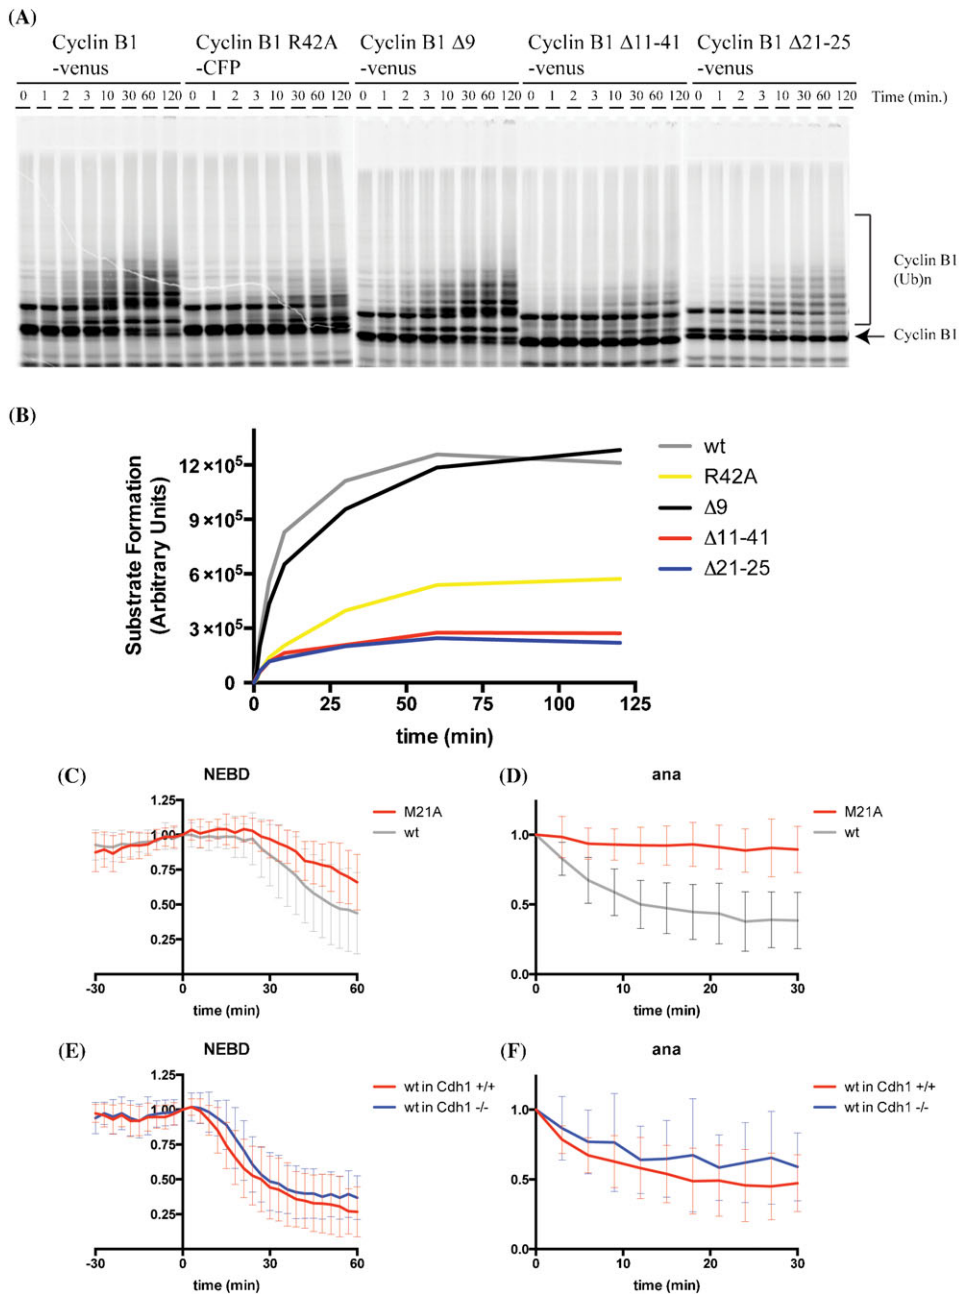 (A)
Cyclin B1 -venus
Cyclin B1 R42A -CFP
Cyclin B1 Δ9 -venus
Cyclin B1 Δ11-41 -venus
Cyclin B1 Δ21-25 -venus
0 1 2 3 10 30 60 120 0 1 2 3 10 30 60 120 0 1 2 3 10 30 60 120 0 1 2 3 10 30 60 120 0 1 2 3 10 30 60 120 Time (min.)
Cyclin B1 (Ub)n
Cyclin B1
(B)
Substrate Formation (Arbitrary Units)
12×10⁵
9×10⁵
6×10⁵
3×10⁵
0
0 25 50 75 100 125
time (min)
wt
R42A
Δ9
Δ11-41
Δ21-25
(C)
NEBD
1.25
1.00
0.75
0.50
0.25
-30 0 30 60
time (min)
M21A
wt
(D)
ana
1.0
0.5
0.0
0 10 20 30
time (min)
M21A
wt
(E)
NEBD
1.25
1.00
0.75
0.50
0.25
-30 0 30 60
time (min)
wt in Cdh1 +/+
wt in Cdh1 -/-
(F)
ana
1.0
0.5
0.0
0 10 20 30
time (min)
wt in Cdh1 +/+
wt in Cdh1 -/-